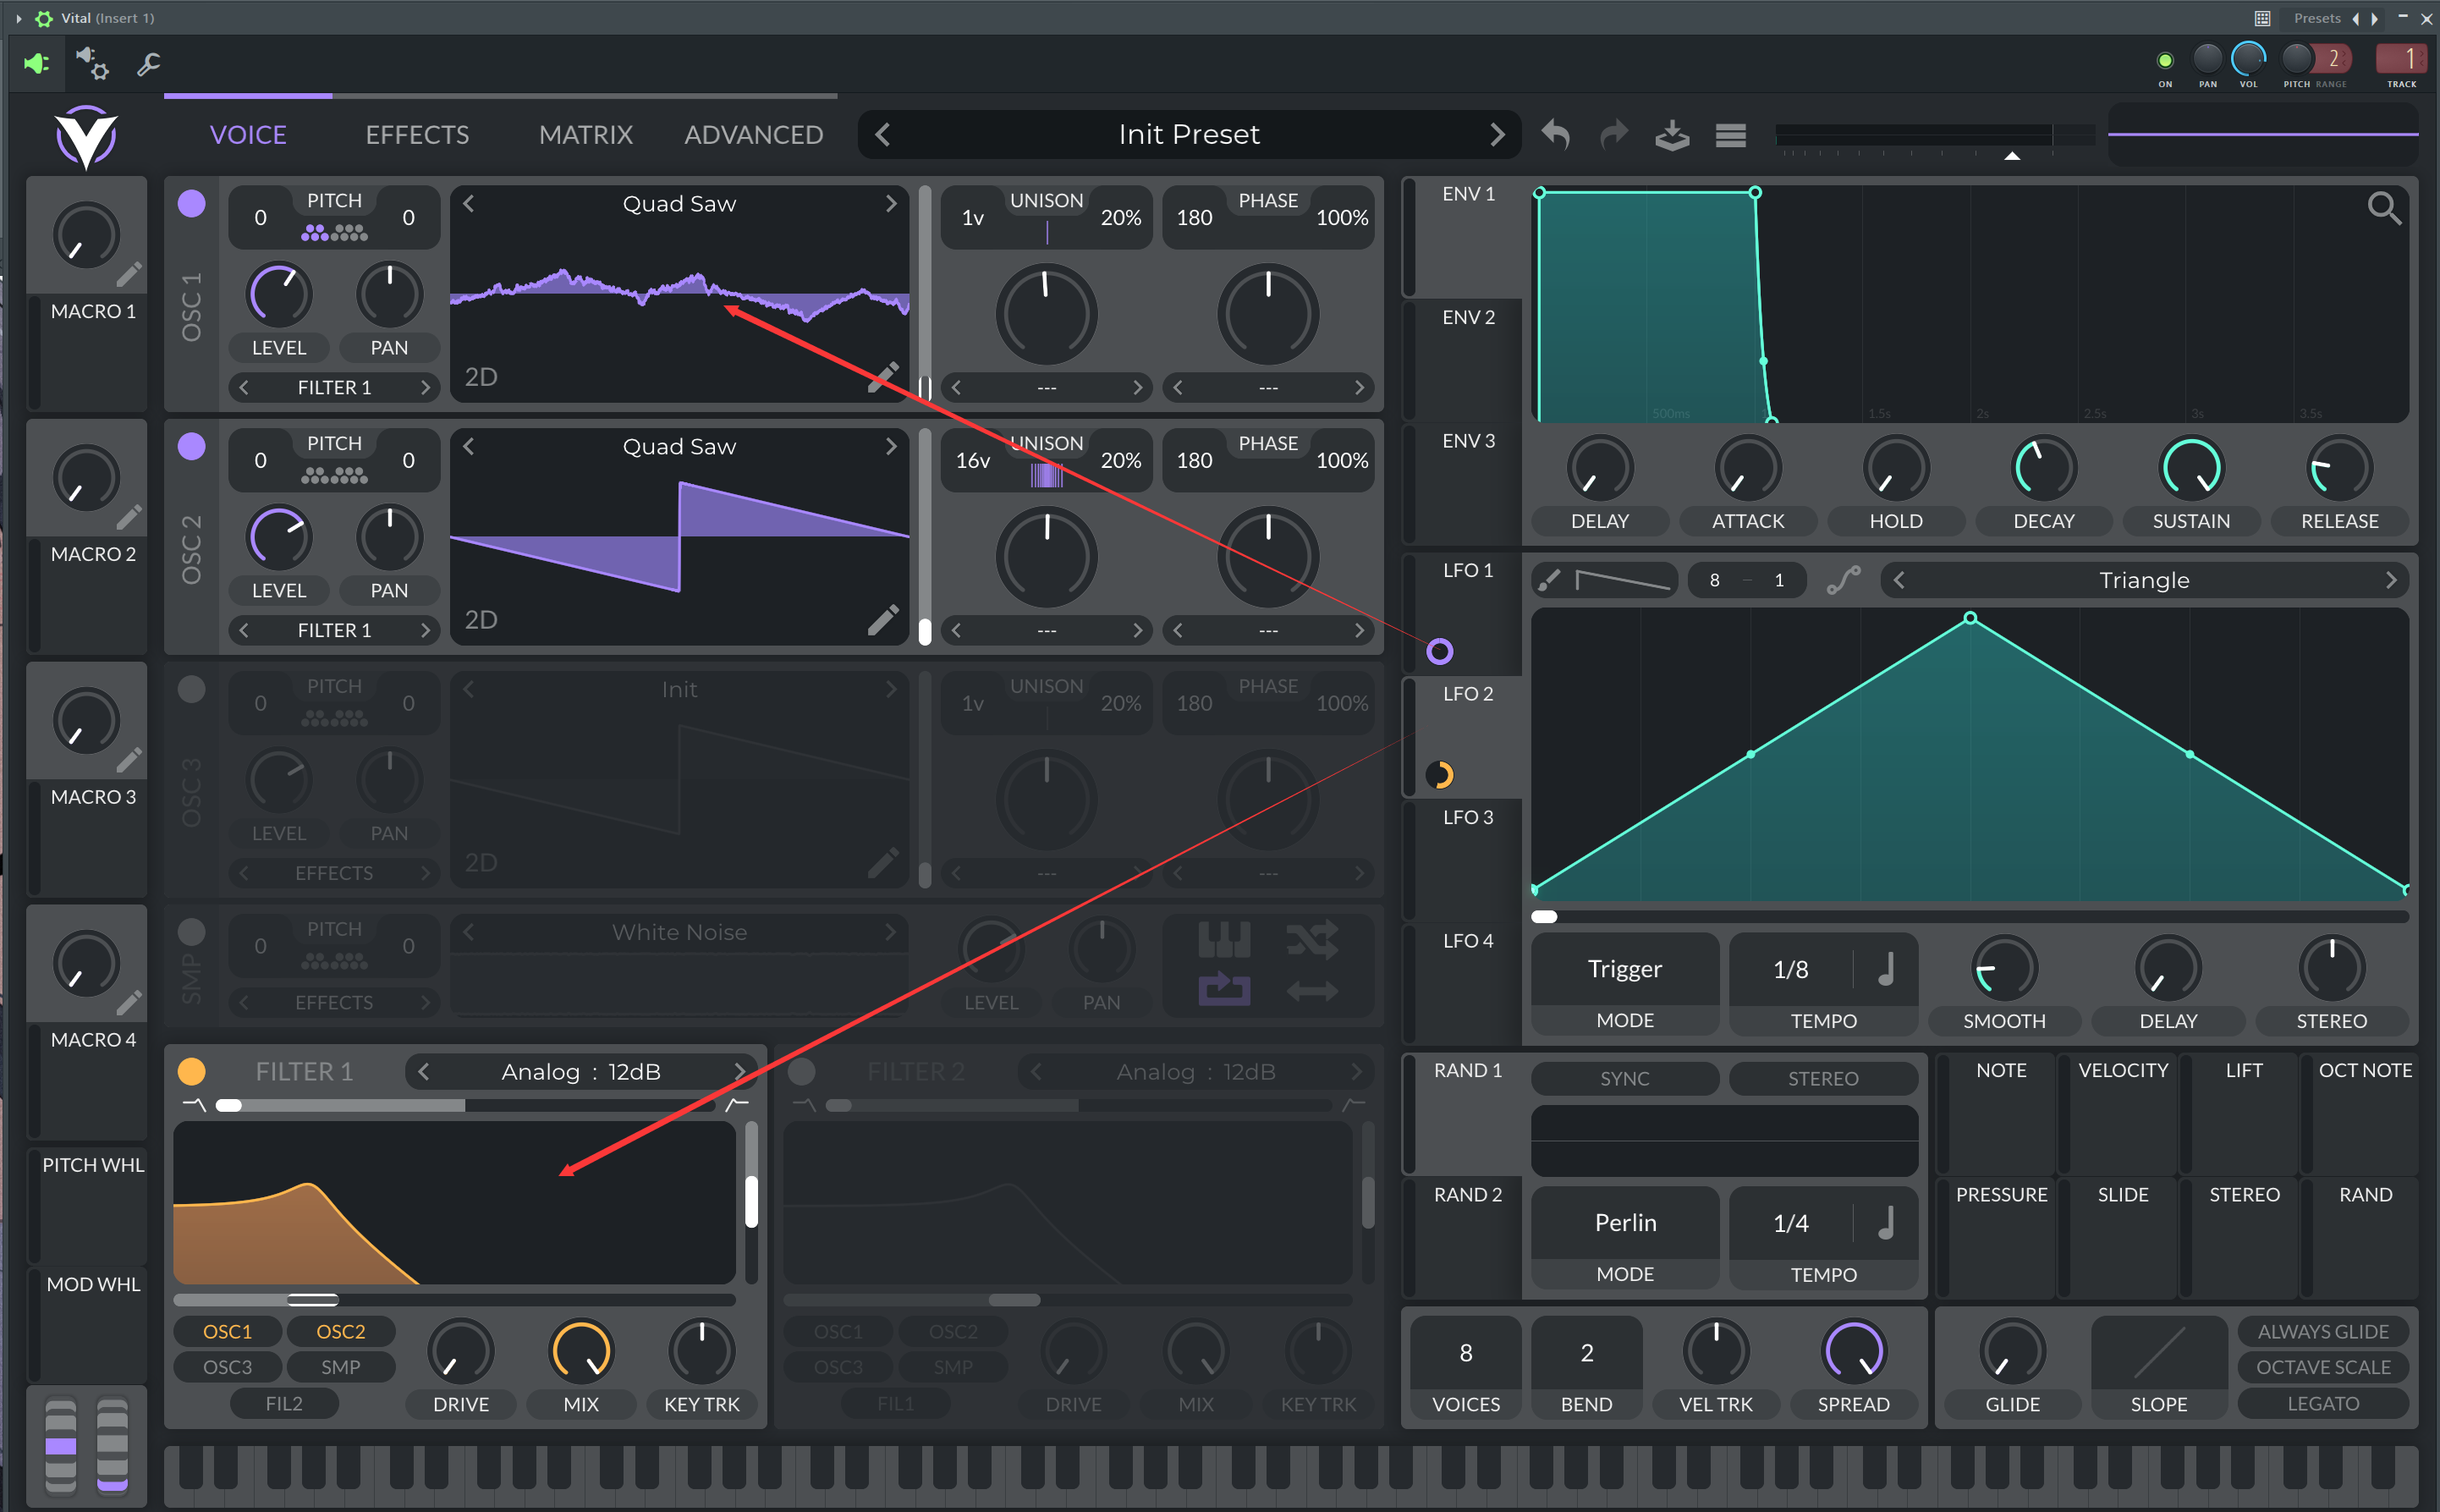 Vital (Insert 1)
Presets
ON PAN VOL PITCH RANGE 2 1 TRACK
VOICE EFFECTS MATRIX ADVANCED
Init Preset
MACRO 1
MACRO 2
MACRO 3
MACRO 4
PITCH WHL
MOD WHL
OSC 1
0 PITCH 0
LEVEL PAN
FILTER 1
Quad Saw
2D
1v UNISON 20%
180 PHASE 100%
---
---
OSC 2
0 PITCH 0
LEVEL PAN
FILTER 1
Quad Saw
2D
16v UNISON 20%
180 PHASE 100%
---
---
OSC 3
0 PITCH 0
LEVEL PAN
EFFECTS
Init
2D
1v UNISON 20%
180 PHASE 100%
---
---
SMP
0 PITCH 0
EFFECTS
White Noise
LEVEL PAN
FILTER 1
Analog : 12dB
OSC1 OSC2
OSC3 SMP
FIL2
DRIVE MIX KEY TRK
FILTER 2
Analog : 12dB
OSC1 OSC2
OSC3 SMP
FIL1
DRIVE MIX KEY TRK
ENV 1
ENV 2
ENV 3
500ms 1.5s 2s 2.5s 3s 3.5s
DELAY ATTACK HOLD DECAY SUSTAIN RELEASE
LFO 1
LFO 2
LFO 3
LFO 4
8 – 1
Triangle
Trigger
MODE
1/8
TEMPO
SMOOTH DELAY STEREO
RAND 1
RAND 2
SYNC STEREO
Perlin
MODE
1/4
TEMPO
NOTE VELOCITY LIFT OCT NOTE
PRESSURE SLIDE STEREO RAND
8
VOICES
2
BEND
VEL TRK SPREAD
GLIDE SLOPE
ALWAYS GLIDE
OCTAVE SCALE
LEGATO